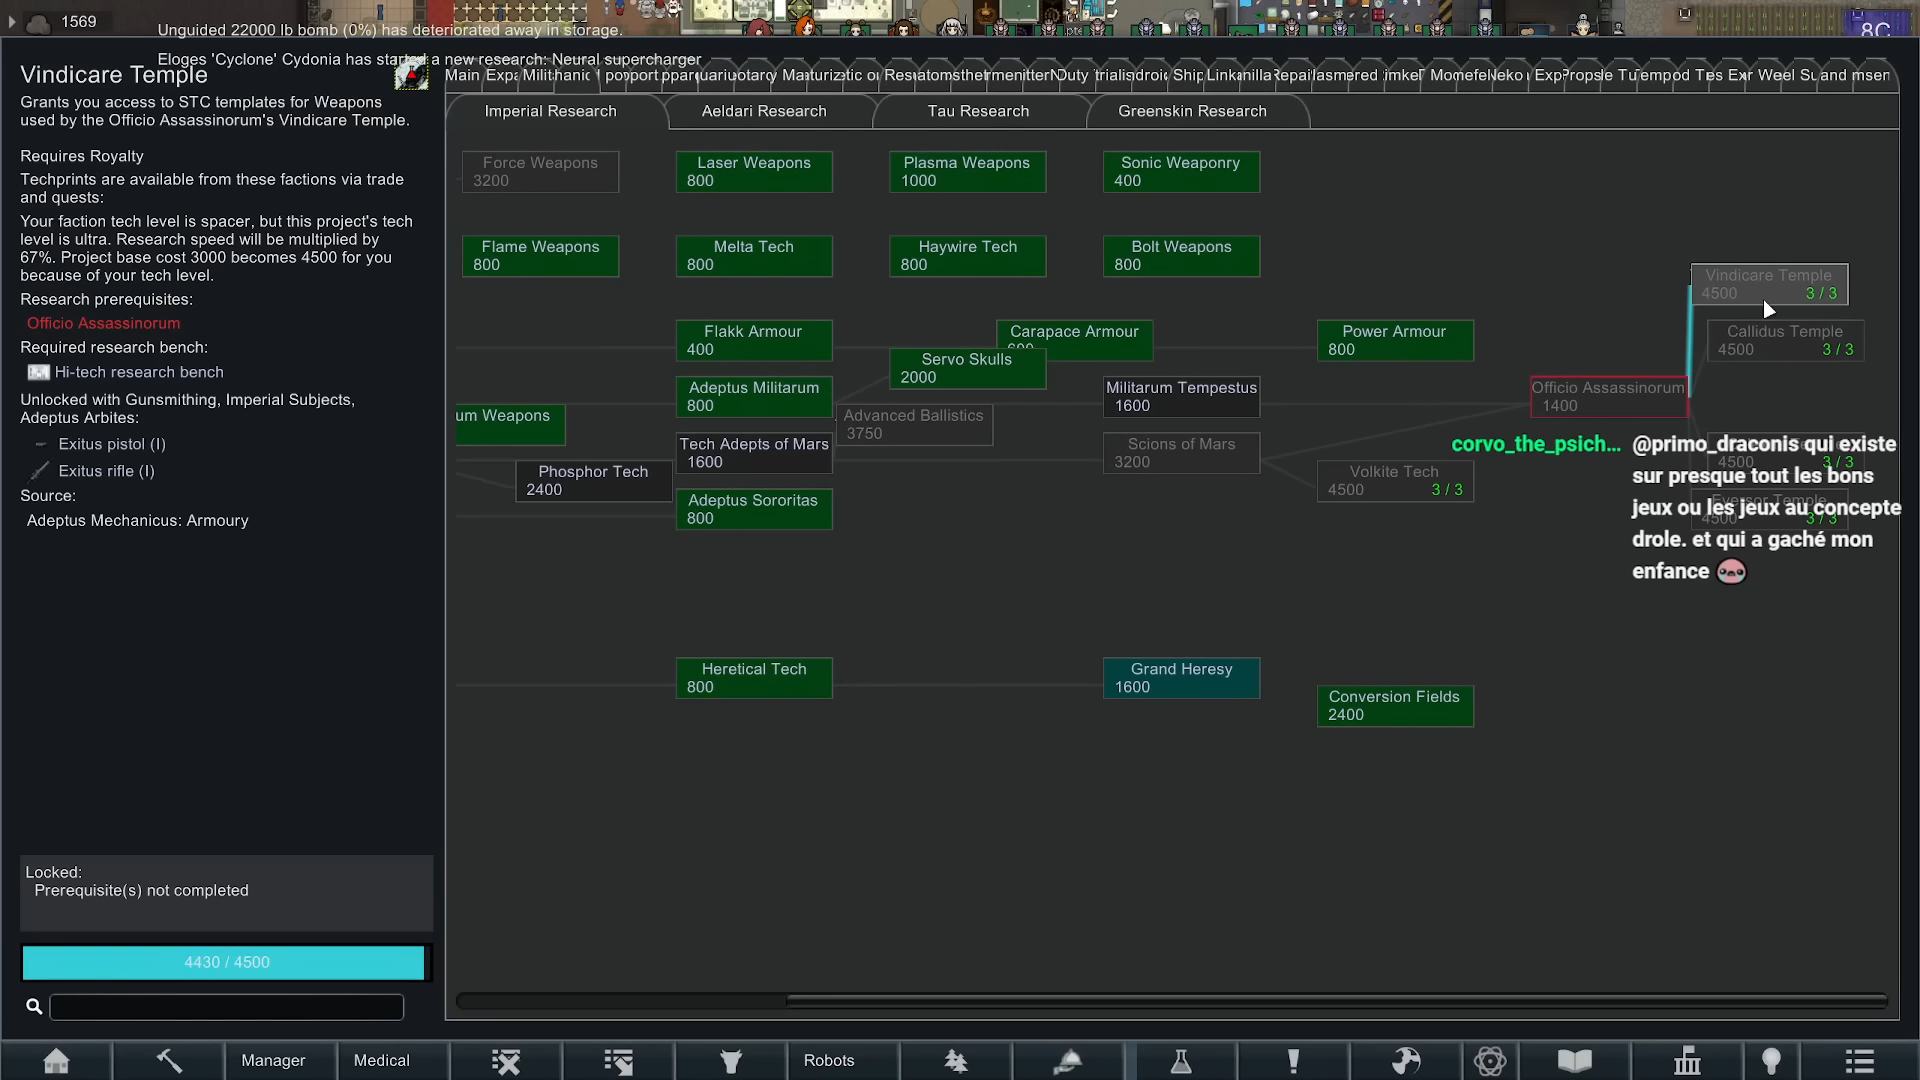 1569
Unguided 22000 lb bomb (0%) has deteriorated away in storage.
8C
Eloges 'Cyclone' Cydonia has started a new research: Neural supercharger
Vindicare Temple
Grants you access to STC templates for Weapons
used by the Officio Assassinorum's Vindicare Temple.
Requires Royalty
Techprints are available from these factions via trade
and quests:
Your faction tech level is spacer, but this project's tech
level is ultra. Research speed will be multiplied by
67%. Project base cost 3000 becomes 4500 for you
because of your tech level.
Research prerequisites:
Officio Assassinorum
Required research bench:
Hi-tech research bench
Unlocked with Gunsmithing, Imperial Subjects,
Adeptus Arbites:
Exitus pistol (I)
Exitus rifle (I)
Source:
Adeptus Mechanicus: Armoury
Locked:
Prerequisite(s) not completed
4430 / 4500
Main
Imperial Research
Aeldari Research
Tau Research
Greenskin Research
Force Weapons
3200
Laser Weapons
800
Plasma Weapons
1000
Sonic Weaponry
400
Flame Weapons
800
Melta Tech
800
Haywire Tech
800
Bolt Weapons
800
Vindicare Temple
4500 3 / 3
Flakk Armour
400
Carapace Armour
Power Armour
800
Callidus Temple
4500 3 / 3
Servo Skulls
2000
Adeptus Militarum
800
Militarum Tempestus
1600
Officio Assassinorum
1400
um Weapons
Advanced Ballistics
3750
Tech Adepts of Mars
1600
Scions of Mars
3200
4500 3 / 3
Phosphor Tech
2400
Volkite Tech
4500 3 / 3
Adeptus Sororitas
800
Eversor Temple
4500 3 / 3
corvo_the_psich... @primo_draconis qui existe
sur presque tout les bons
jeux ou les jeux au concepte
drole. et qui a gaché mon
enfance
Heretical Tech
800
Grand Heresy
1600
Conversion Fields
2400
Manager
Medical
Robots